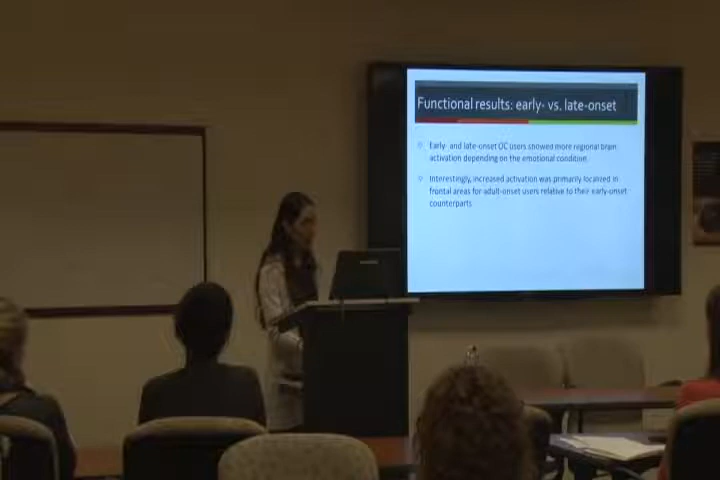 Functional results: early- vs. late-onset
Early- and late-onset OC users showed more regional brain
activation depending on the emotional condition.
Interestingly, increased activation was primarily localized in
frontal areas for adult-onset users relative to their early-onset
counterparts